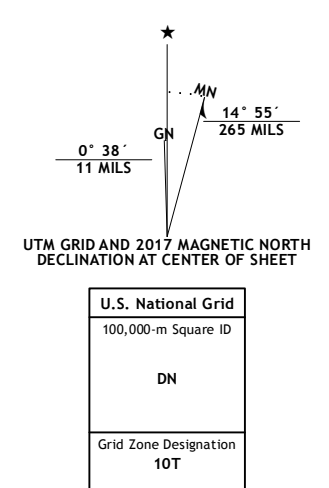 ★
MN
GN
14° 55´
265 MILS
0° 38´
11 MILS
UTM GRID AND 2017 MAGNETIC NORTH
DECLINATION AT CENTER OF SHEET
U.S. National Grid
100,000-m Square ID
DN
Grid Zone Designation
10T